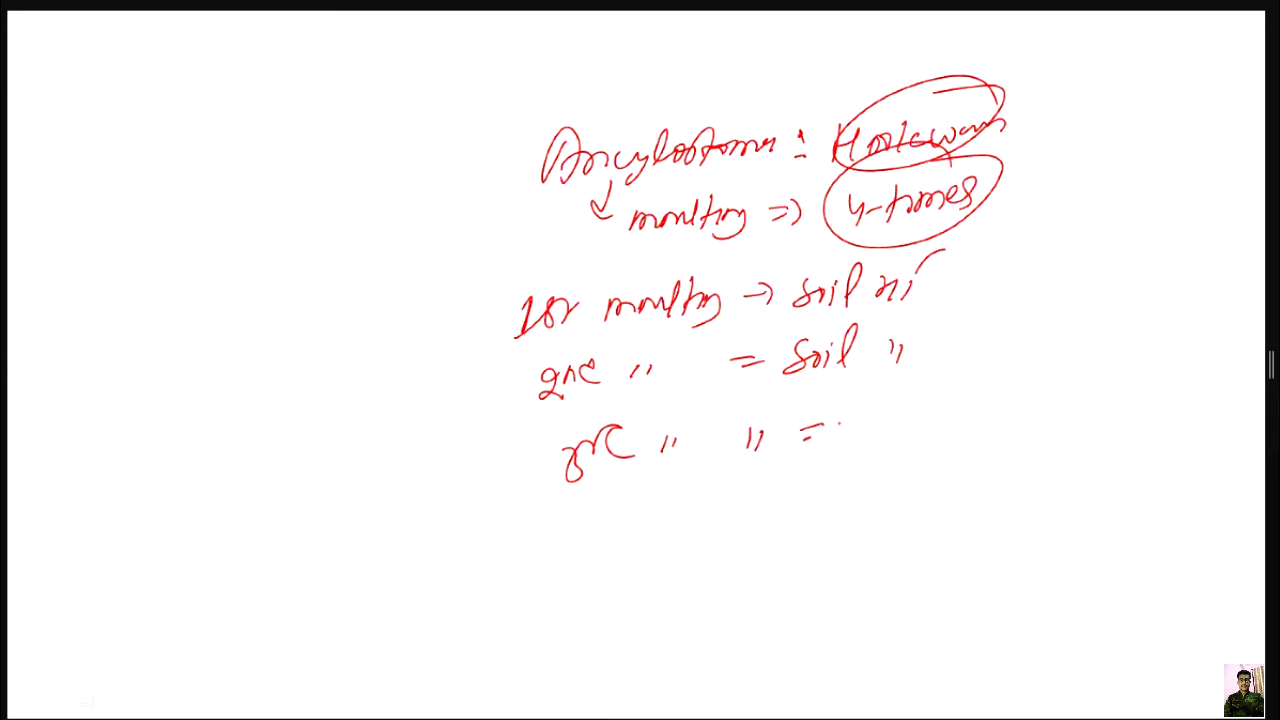 Ancylostoma : Hookworm
moulting => 4-times
1st moulting -> soil में
2nd " = soil "
3rd " " =